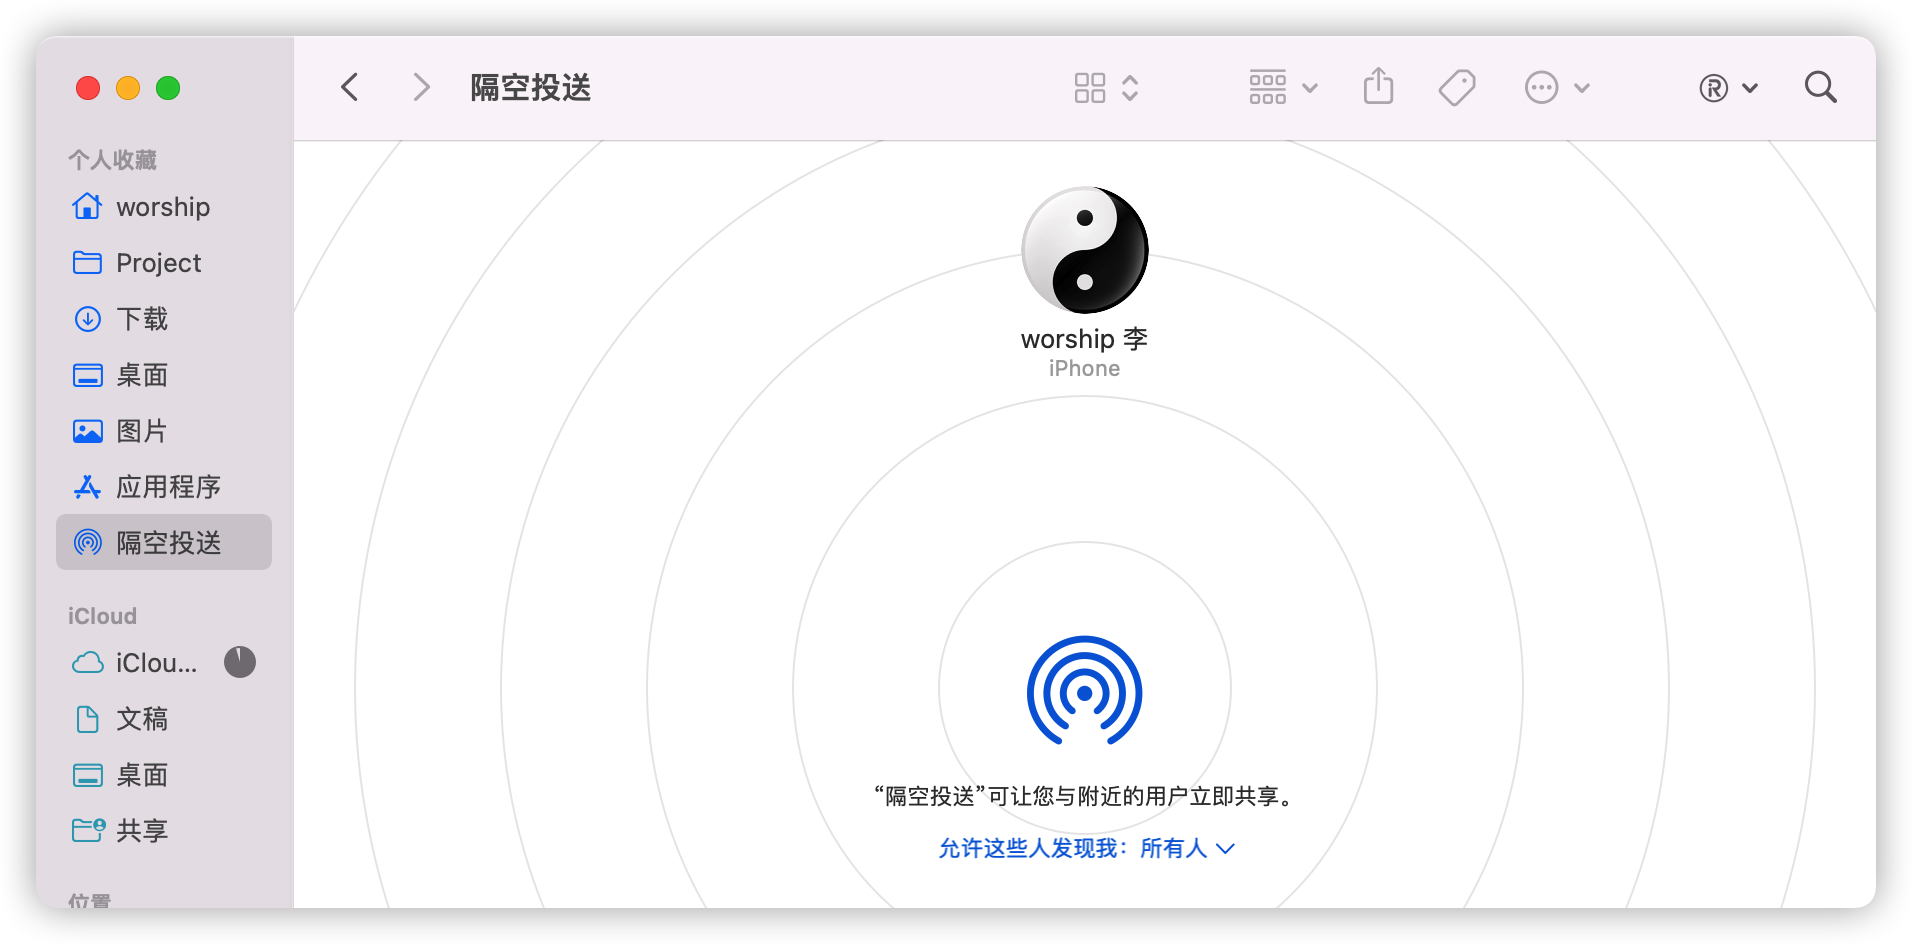 隔空投送
个人收藏
worship
Project
下载
桌面
图片
应用程序
隔空投送
iCloud
iClou...
文稿
桌面
共享
位置
worship 李
iPhone
“隔空投送”可让您与附近的用户立即共享。
允许这些人发现我：所有人